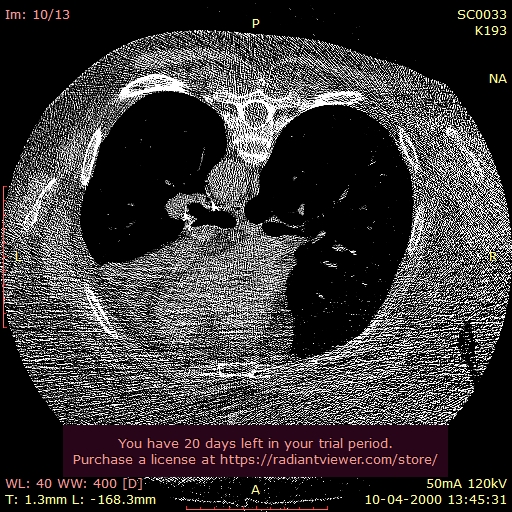 Im: 10/13
P
SC0033
K193
NA
L
R
You have 20 days left in your trial period.
Purchase a license at https://radiantviewer.com/store/
WL: 40 WW: 400 [D]
T: 1.3mm L: -168.3mm
A
50mA 120kV
10-04-2000 13:45:31